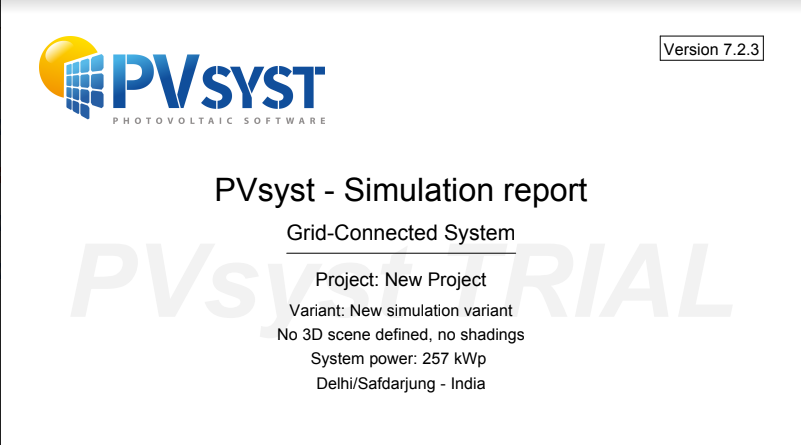 Version 7.2.3
PVSYST
PHOTOVOLTAIC SOFTWARE
PVsyst - Simulation report
Grid-Connected System
PVsyst TRIAL
Project: New Project
Variant: New simulation variant
No 3D scene defined, no shadings
System power: 257 kWp
Delhi/Safdarjung - India